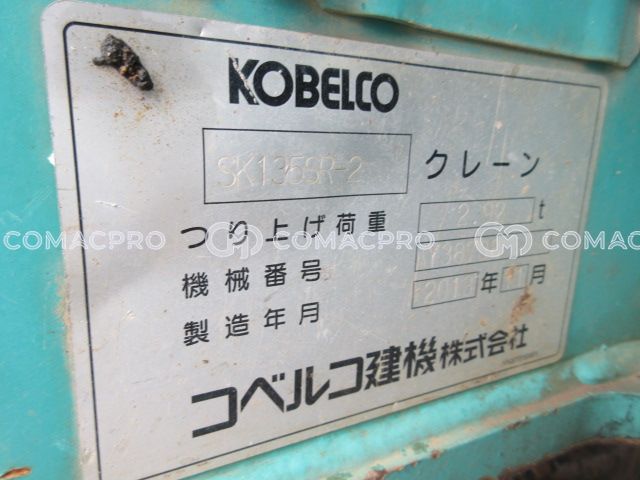 KOBELCO
SK135SR-2 クレーン
つり上げ荷重 t
機械番号
製造年月 年 月
コベルコ建機株式会社
COMACPRO COMACPRO COMACPRO